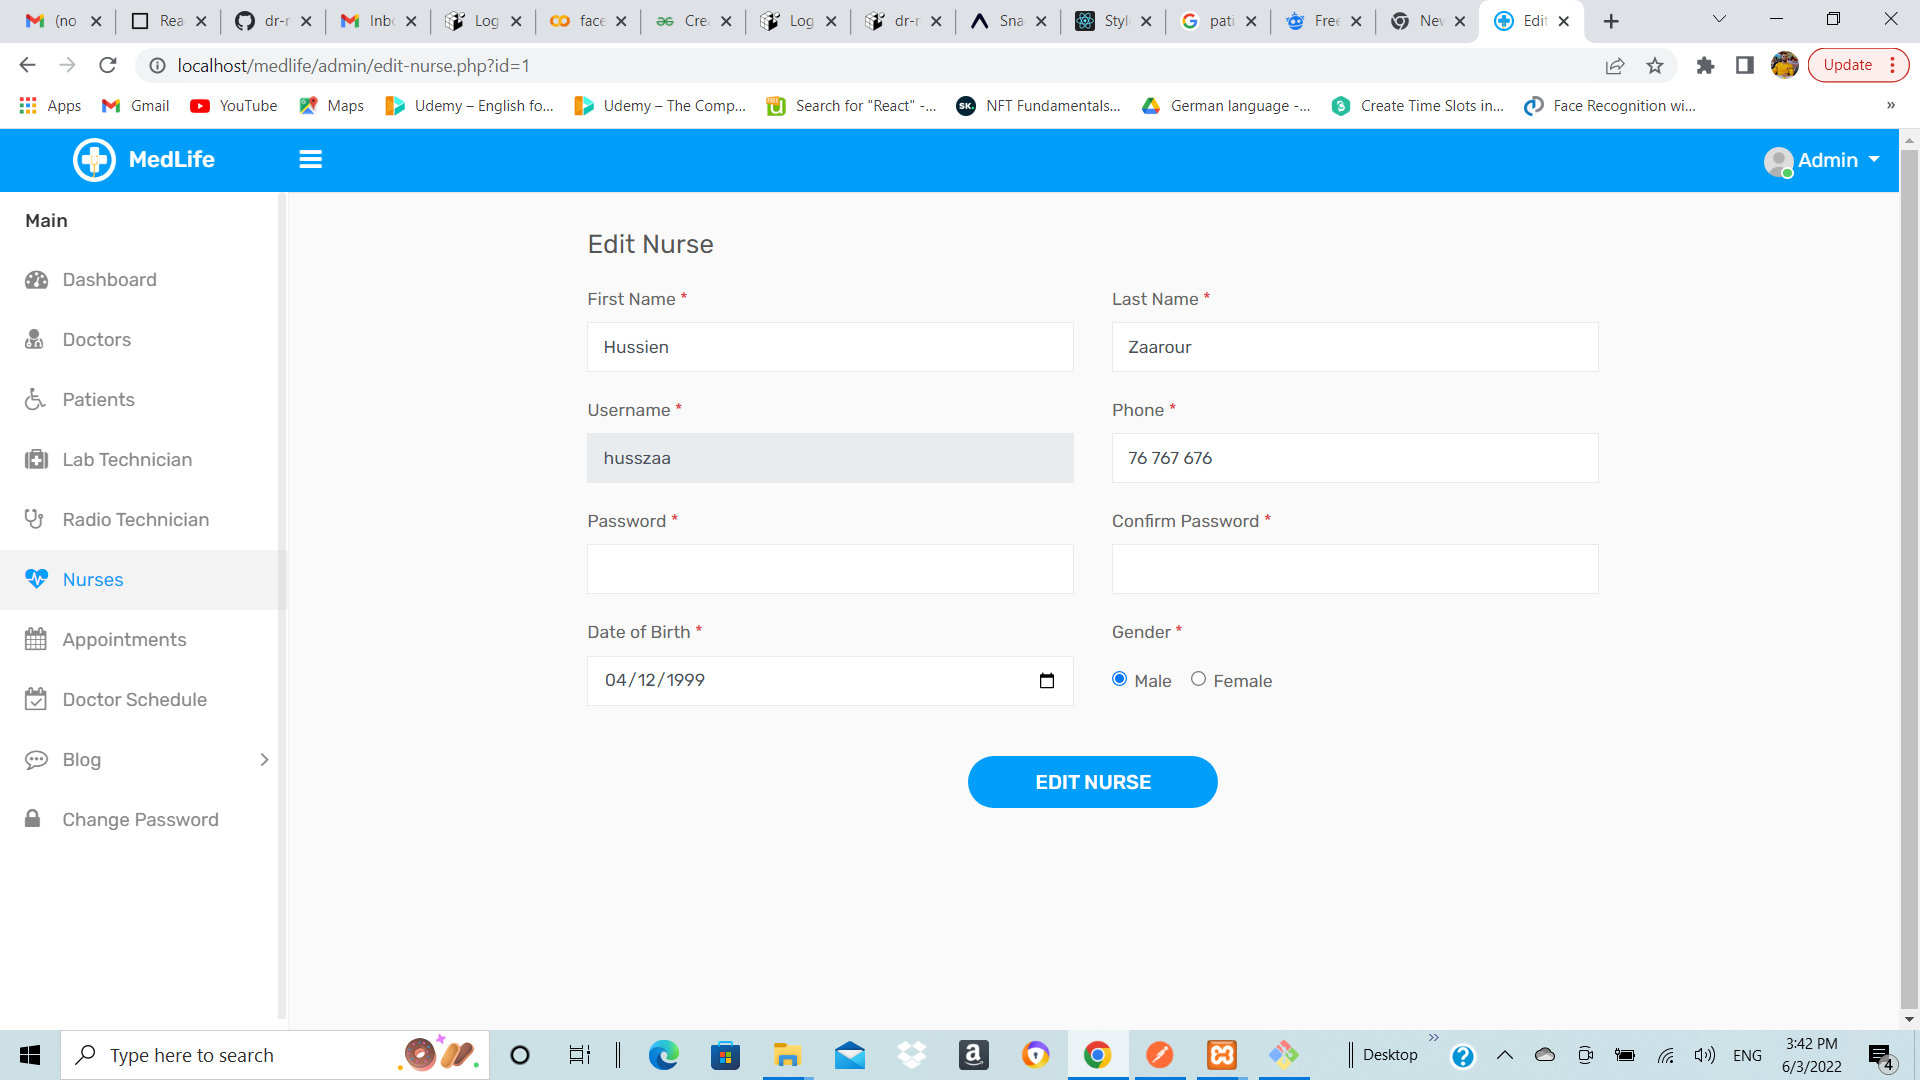 (no
Rea
dr-r
Inbo
Log
face
Crea
Log
dr-r
Sna
Styl
pati
Free
Nev
Edit
localhost/medlife/admin/edit-nurse.php?id=1
Update
Apps
Gmail
YouTube
Maps
Udemy – English fo...
Udemy – The Comp...
Search for "React" -...
NFT Fundamentals...
German language -...
Create Time Slots in...
Face Recognition wi...
»
MedLife
Admin
Main
Dashboard
Doctors
Patients
Lab Technician
Radio Technician
Nurses
Appointments
Doctor Schedule
Blog
Change Password
Edit Nurse
First Name *
Last Name *
Hussien
Zaarour
Username *
Phone *
husszaa
76 767 676
Password *
Confirm Password *
Date of Birth *
Gender *
04/12/1999
Male
Female
EDIT NURSE
Type here to search
Desktop
»
ENG
3:42 PM
6/3/2022
4